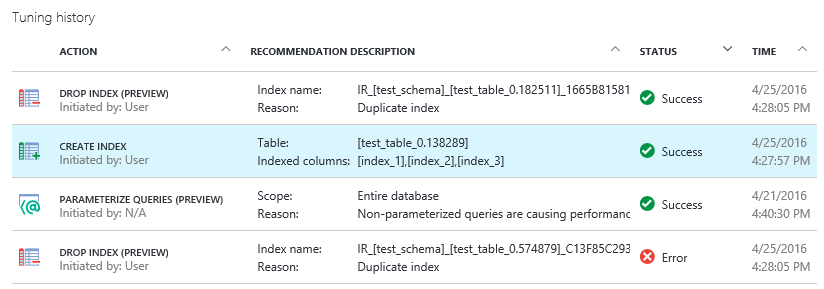 Tuning history
ACTION RECOMMENDATION DESCRIPTION STATUS TIME
DROP INDEX (PREVIEW) Index name: IR_[test_schema]_[test_table_0.182511]_1665B81581 4/25/2016
Initiated by: User Reason: Duplicate index Success 4:28:05 PM
CREATE INDEX Table: [test_table_0.138289] 4/25/2016
Initiated by: User Indexed columns: [index_1],[index_2],[index_3] Success 4:27:57 PM
PARAMETERIZE QUERIES (PREVIEW) Scope: Entire database 4/21/2016
Initiated by: N/A Reason: Non-parameterized queries are causing performanc Success 4:40:30 PM
DROP INDEX (PREVIEW) Index name: IR_[test_schema]_[test_table_0.574879]_C13F85C293 4/25/2016
Initiated by: User Reason: Duplicate index Error 4:28:05 PM